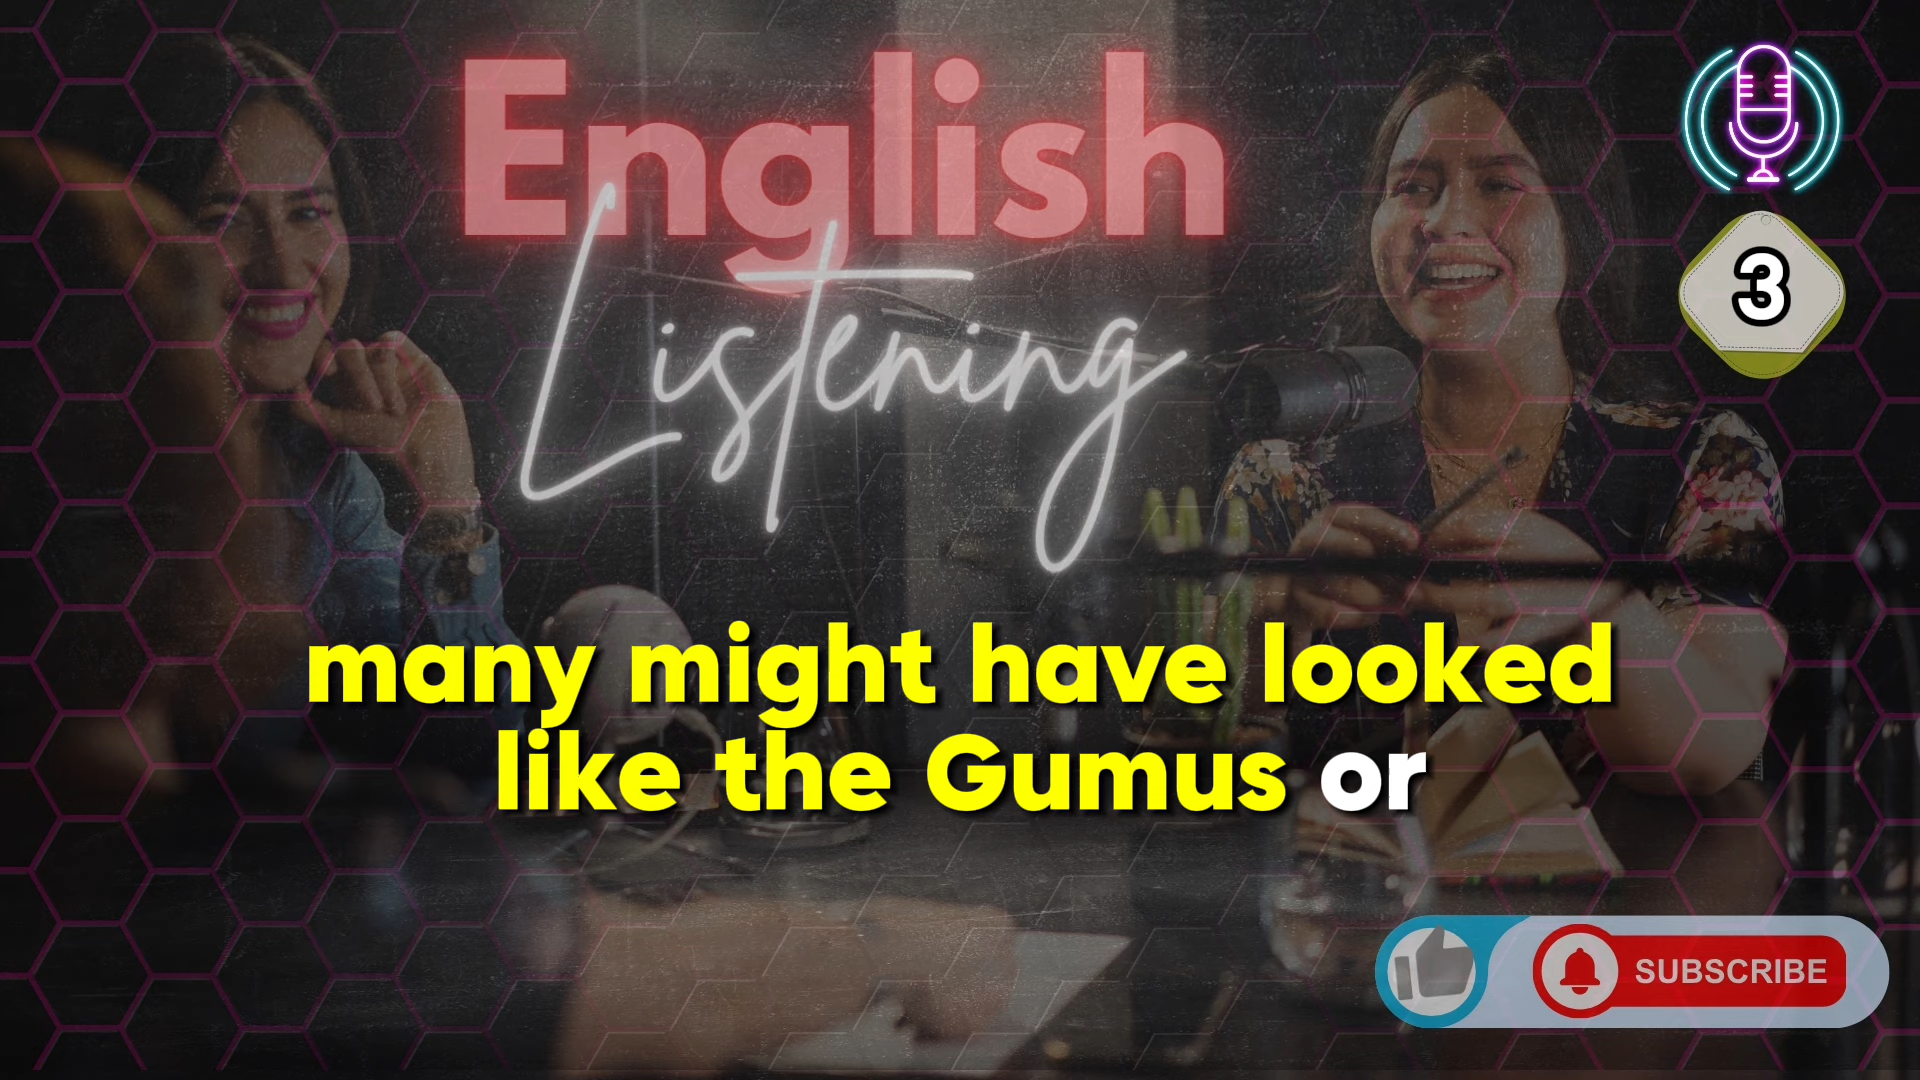 English
Listening
3
many might have looked
like the Gumus or
SUBSCRIBE